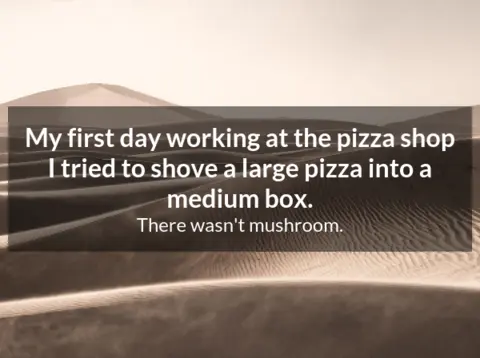 My first day working at the pizza shop
I tried to shove a large pizza into a
medium box.
There wasn't mushroom.